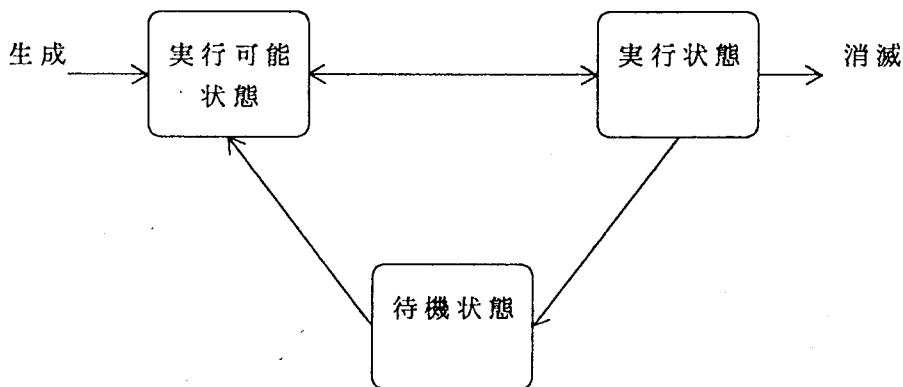 生成
実行可能
状態
実行状態
消滅
待機状態